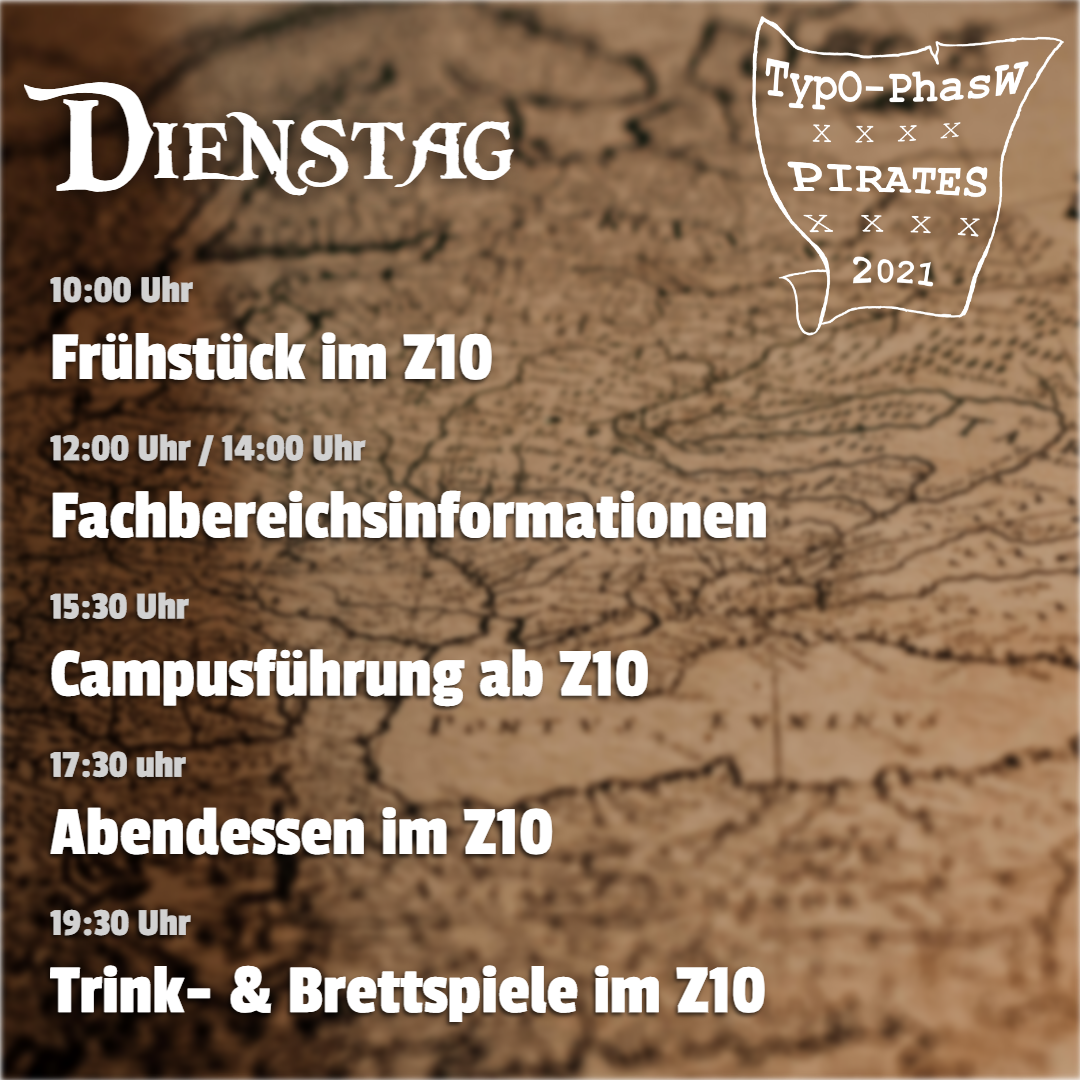 Dienstag
TypO-PhasW
x x x x
PIRATES
x x x x
2021
10:00 Uhr
Frühstück im Z10
12:00 Uhr / 14:00 Uhr
Fachbereichsinformationen
15:30 Uhr
Campusführung ab Z10
17:30 uhr
Abendessen im Z10
19:30 Uhr
Trink- & Brettspiele im Z10